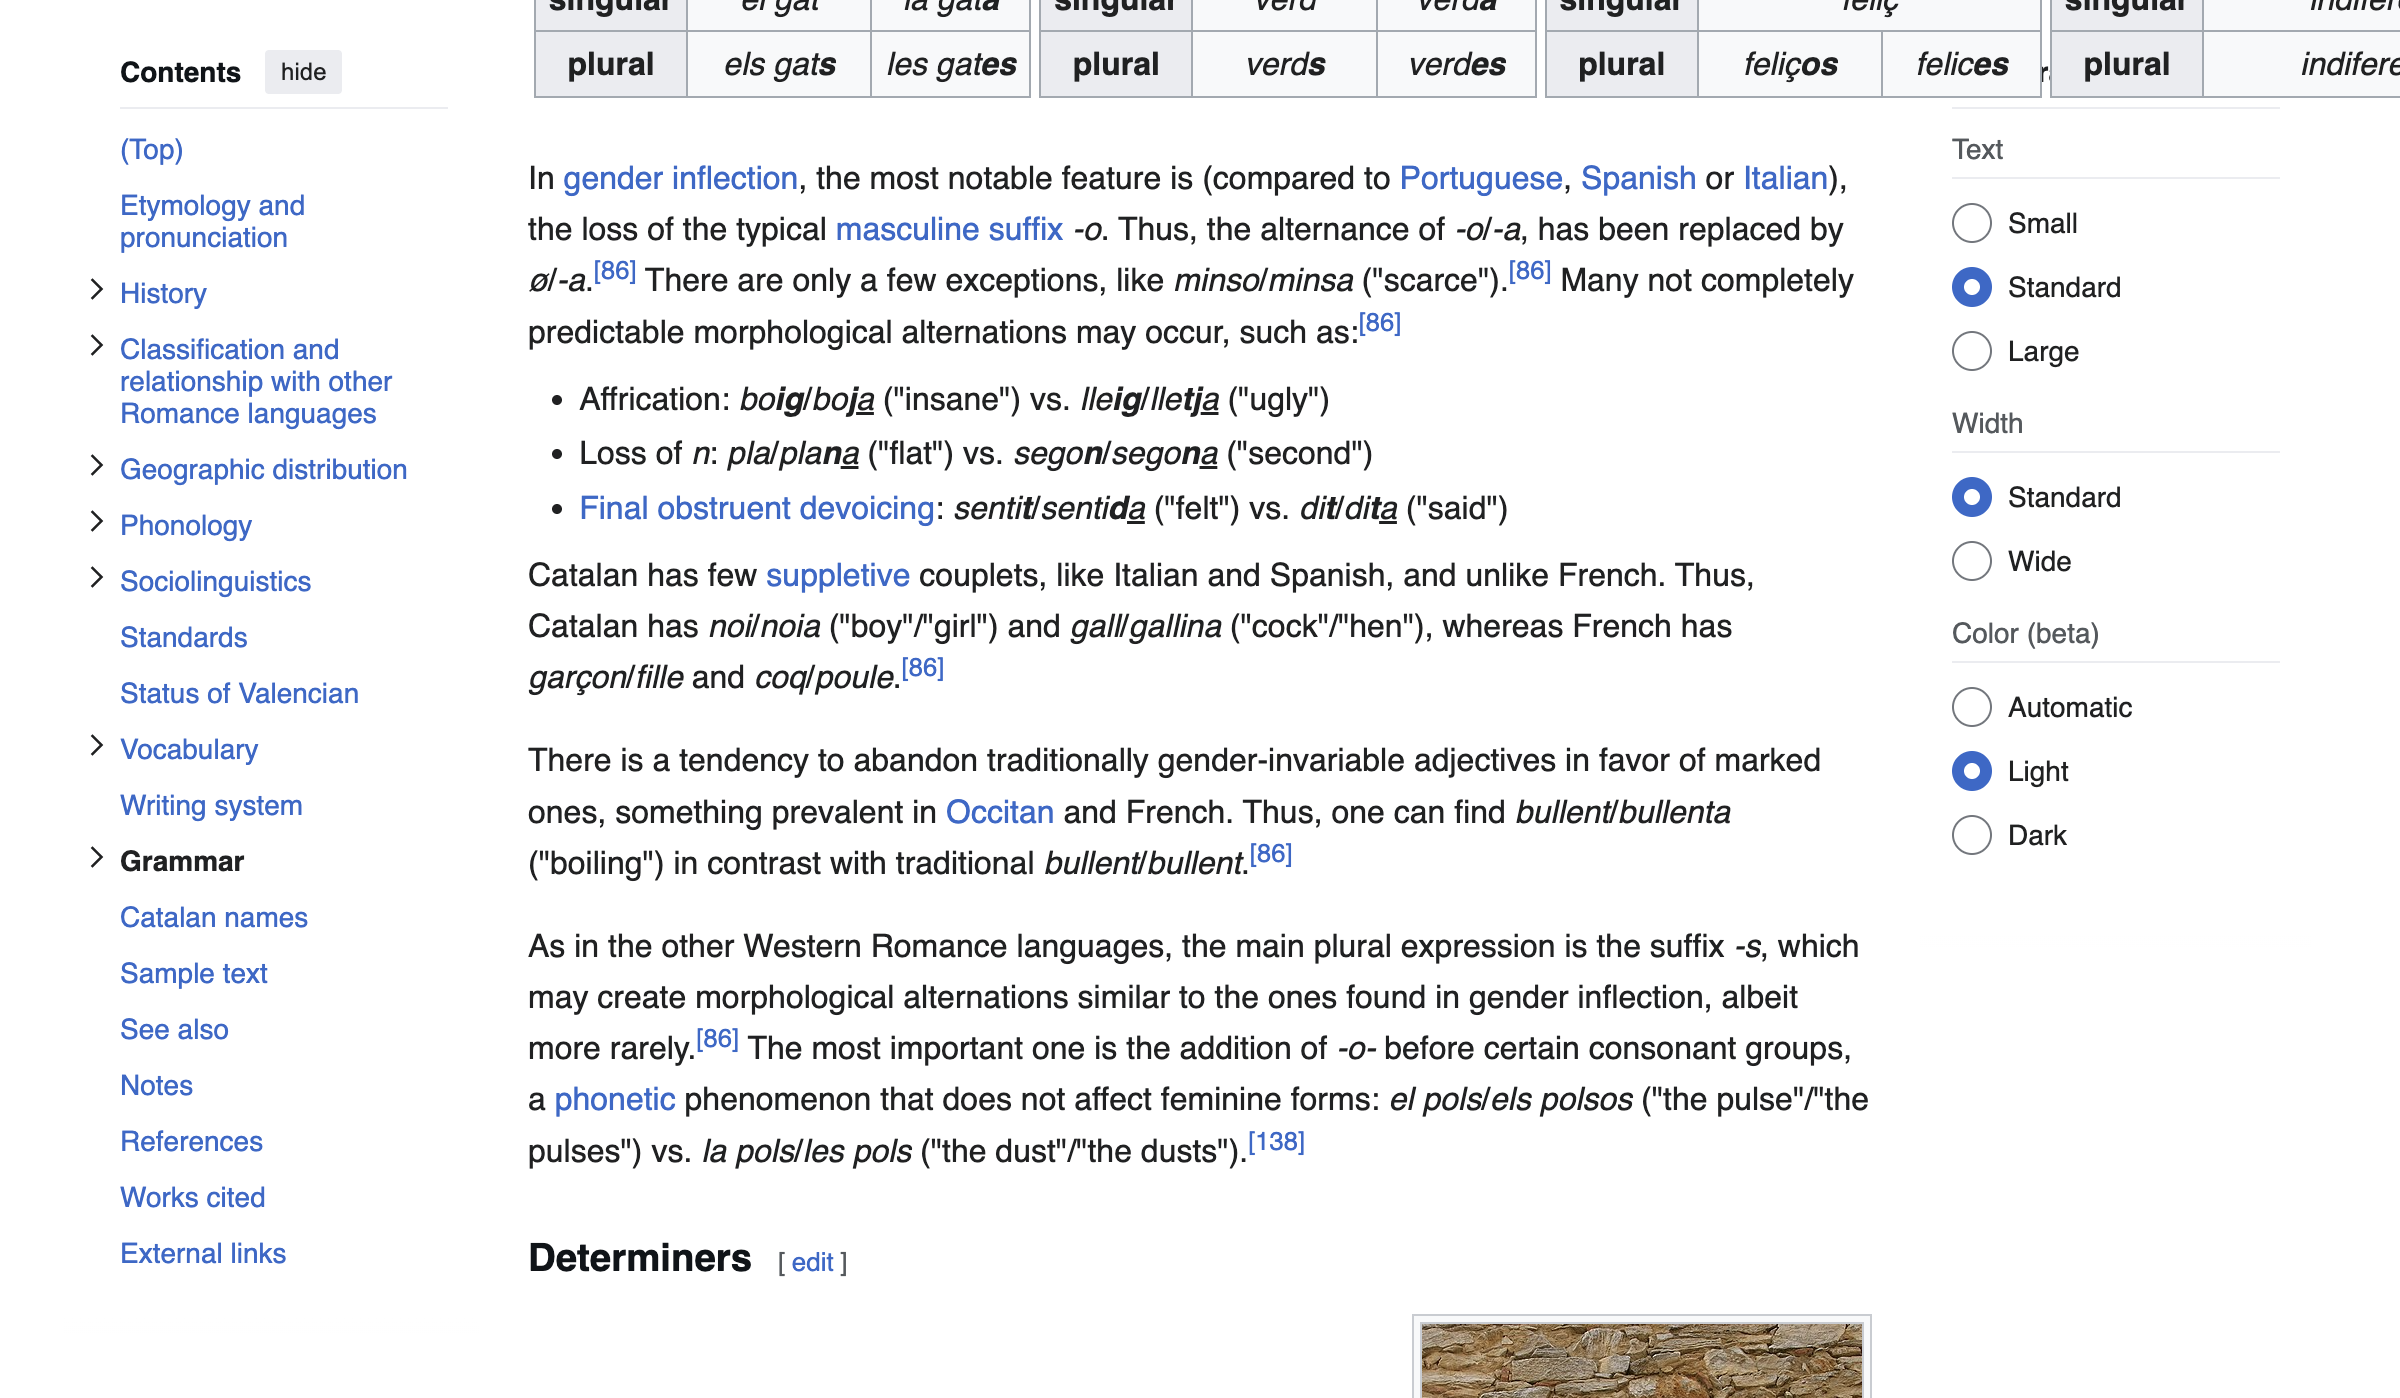 singular el gat la gata singular verd verda singular feliç singular
plural els gats les gates plural verds verdes plural feliços felices plural
Contents hide
(Top)
Etymology and
pronunciation
History
Classification and
relationship with other
Romance languages
Geographic distribution
Phonology
Sociolinguistics
Standards
Status of Valencian
Vocabulary
Writing system
Grammar
Catalan names
Sample text
See also
Notes
References
Works cited
External links
In gender inflection, the most notable feature is (compared to Portuguese, Spanish or Italian),
the loss of the typical masculine suffix -o. Thus, the alternance of -o/-a, has been replaced by
ø/-a.[86] There are only a few exceptions, like minso/minsa ("scarce").[86] Many not completely
predictable morphological alternations may occur, such as:[86]
• Affrication: boig/boja ("insane") vs. lleig/lletja ("ugly")
• Loss of n: pla/plana ("flat") vs. segon/segona ("second")
• Final obstruent devoicing: sentit/sentida ("felt") vs. dit/dita ("said")
Catalan has few suppletive couplets, like Italian and Spanish, and unlike French. Thus,
Catalan has noi/noia ("boy"/"girl") and gall/gallina ("cock"/"hen"), whereas French has
garçon/fille and coq/poule.[86]
There is a tendency to abandon traditionally gender-invariable adjectives in favor of marked
ones, something prevalent in Occitan and French. Thus, one can find bullent/bullenta
("boiling") in contrast with traditional bullent/bullent.[86]
As in the other Western Romance languages, the main plural expression is the suffix -s, which
may create morphological alternations similar to the ones found in gender inflection, albeit
more rarely.[86] The most important one is the addition of -o- before certain consonant groups,
a phonetic phenomenon that does not affect feminine forms: el pols/els polsos ("the pulse"/"the
pulses") vs. la pols/les pols ("the dust"/"the dusts").[138]
Determiners [ edit ]
Text
Small
Standard
Large
Width
Standard
Wide
Color (beta)
Automatic
Light
Dark